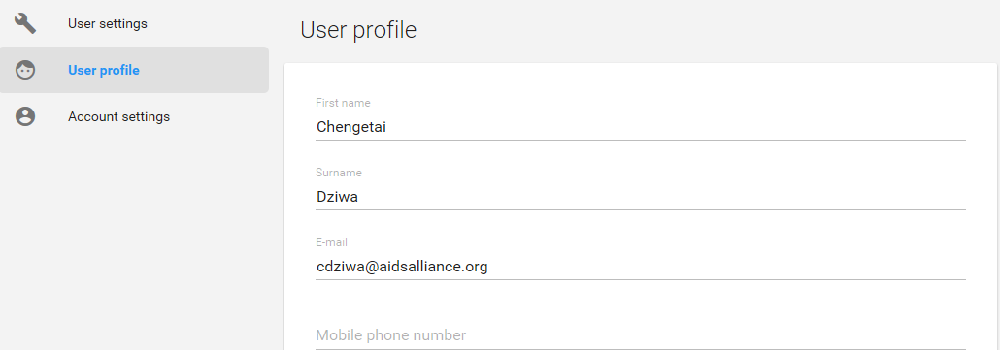 User settings
User profile
Account settings
User profile
First name
Chengetai
Surname
Dziwa
E-mail
cdziwa@aidsalliance.org
Mobile phone number